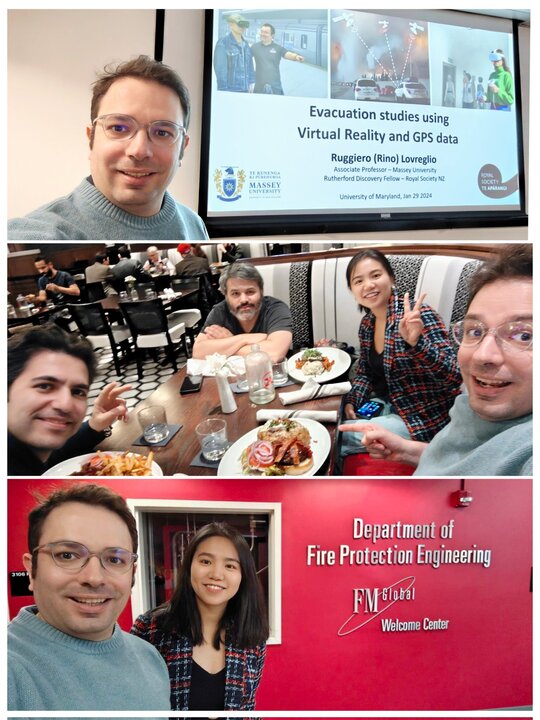 Evacuation studies using
Virtual Reality and GPS data
Ruggiero (Rino) Lovreglio
Associate Professor – Massey University
Rutherford Discovery Fellow – Royal Society NZ
TE KUNENGA
KI PŪREHUROA
MASSEY
UNIVERSITY
ROYAL
SOCIETY
TE APĀRANGI
University of Maryland, Jan 29 2024
3106
Department of
Fire Protection Engineering
FM Global
Welcome Center